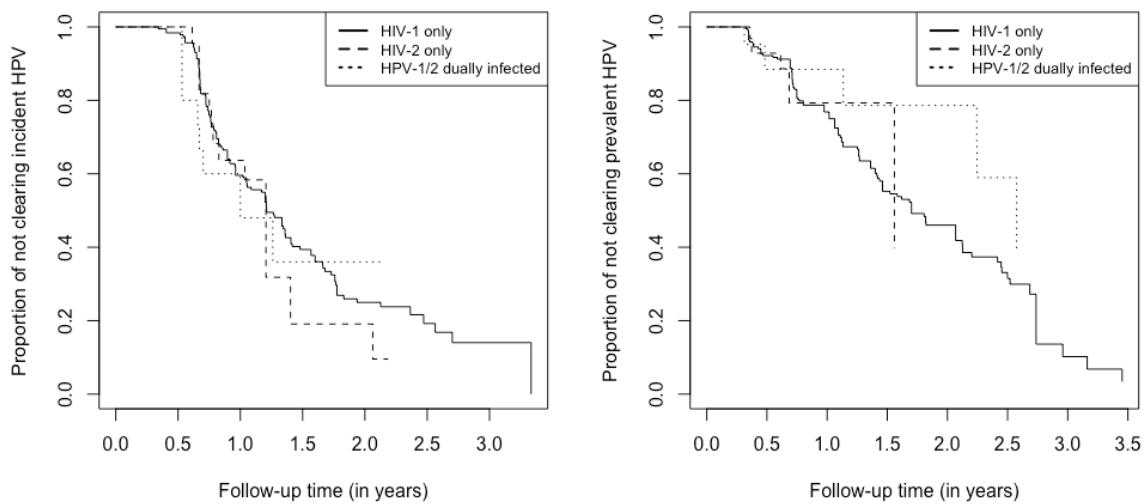 Proportion of not clearing incident HPV
1.0
0.8
0.6
0.4
0.2
0.0
HIV-1 only
HIV-2 only
HPV-1/2 dually infected
0.0 0.5 1.0 1.5 2.0 2.5 3.0
Follow-up time (in years)
Proportion of not clearing prevalent HPV
1.0
0.8
0.6
0.4
0.2
0.0
HIV-1 only
HIV-2 only
HPV-1/2 dually infected
0.0 0.5 1.0 1.5 2.0 2.5 3.0 3.5
Follow-up time (in years)